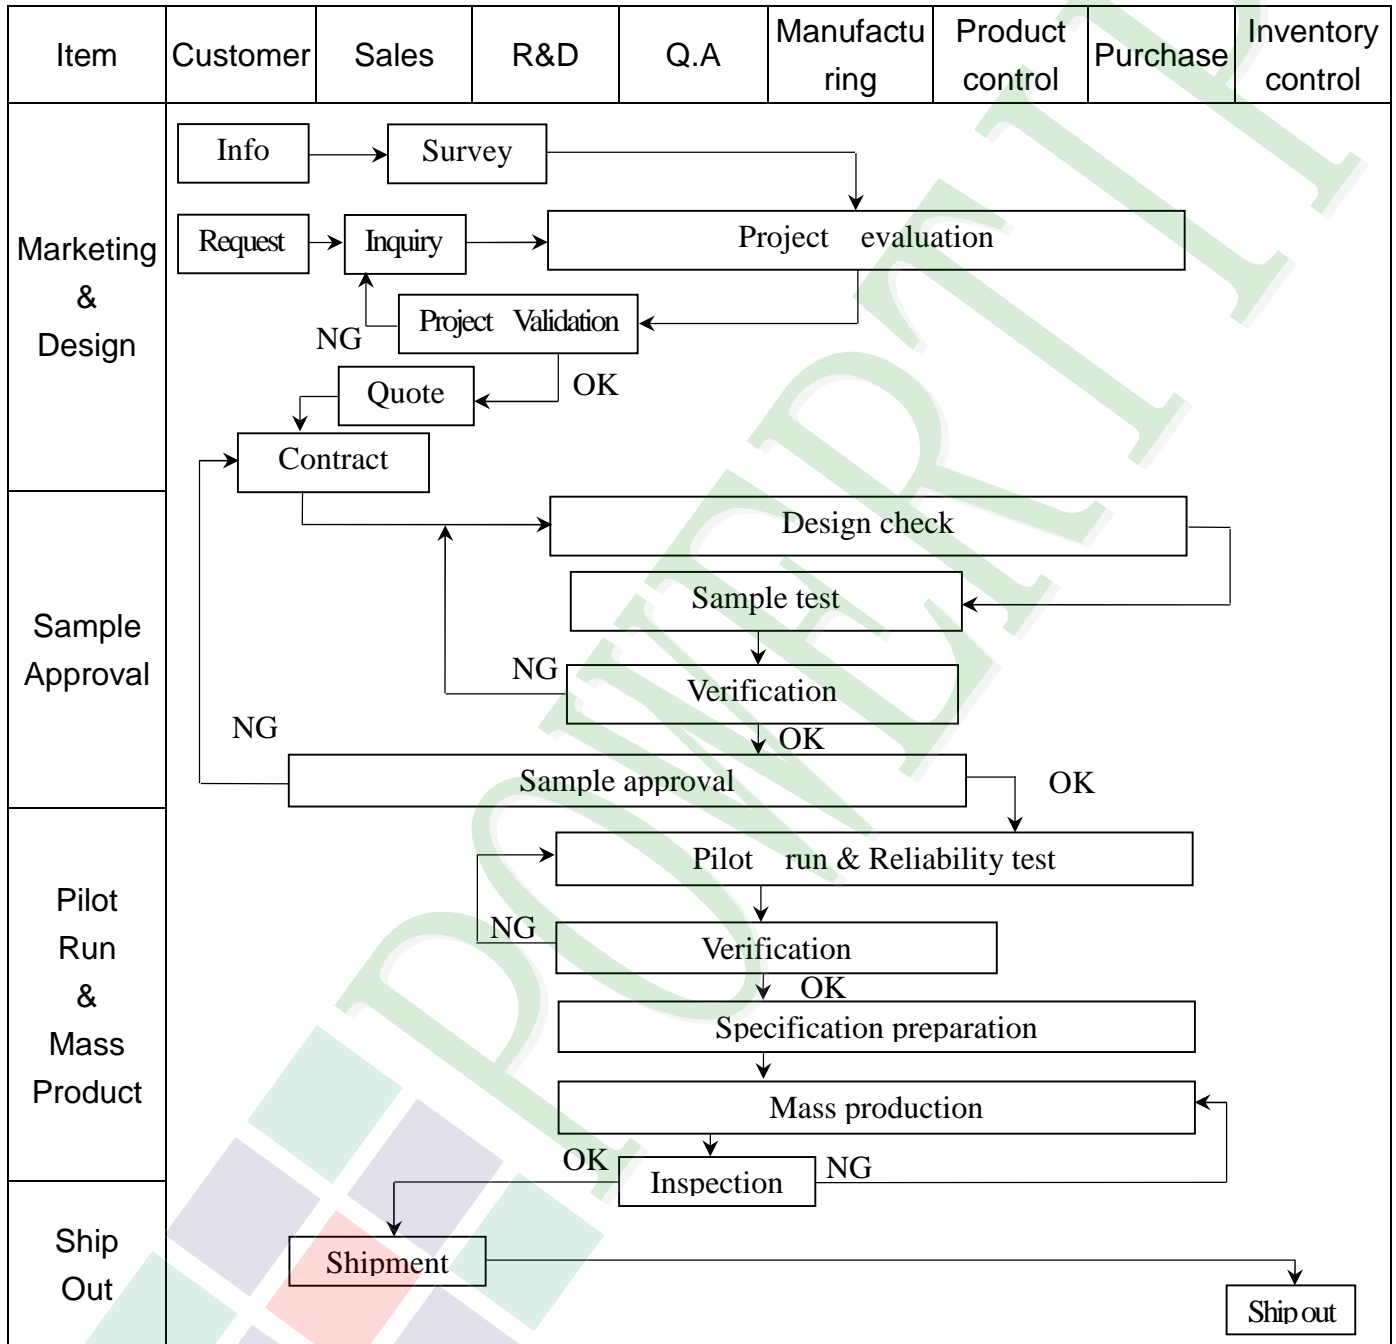 Item Customer Sales R&D Q.A Manufactu Product Purchase Inventory
ring control control
Marketing
&
Design
Info Survey
Request Inquiry Project evaluation
NG Project Validation
Quote OK
Contract
Sample
Approval
Design check
Sample test
NG Verification
NG OK
Sample approval OK
Pilot
Run
&
Mass
Product
Pilot run & Reliability test
NG Verification
OK
Specification preparation
Mass production
OK Inspection NG
Ship
Out
Shipment
Ship out
POWERTIP